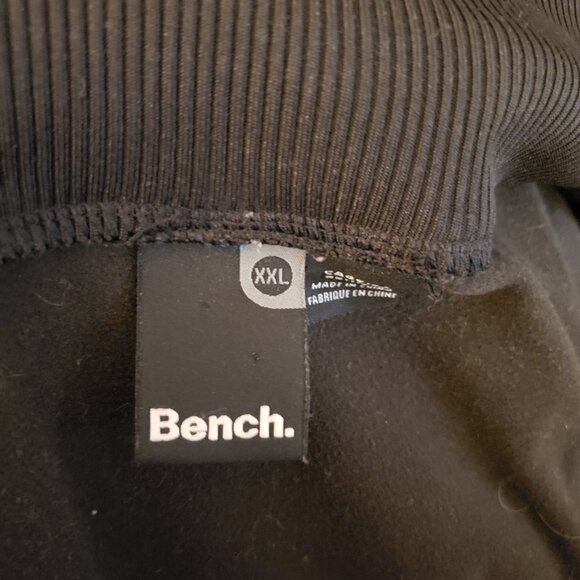 XXL
MADE IN CHINA
FABRIQUE EN CHINE
Bench.